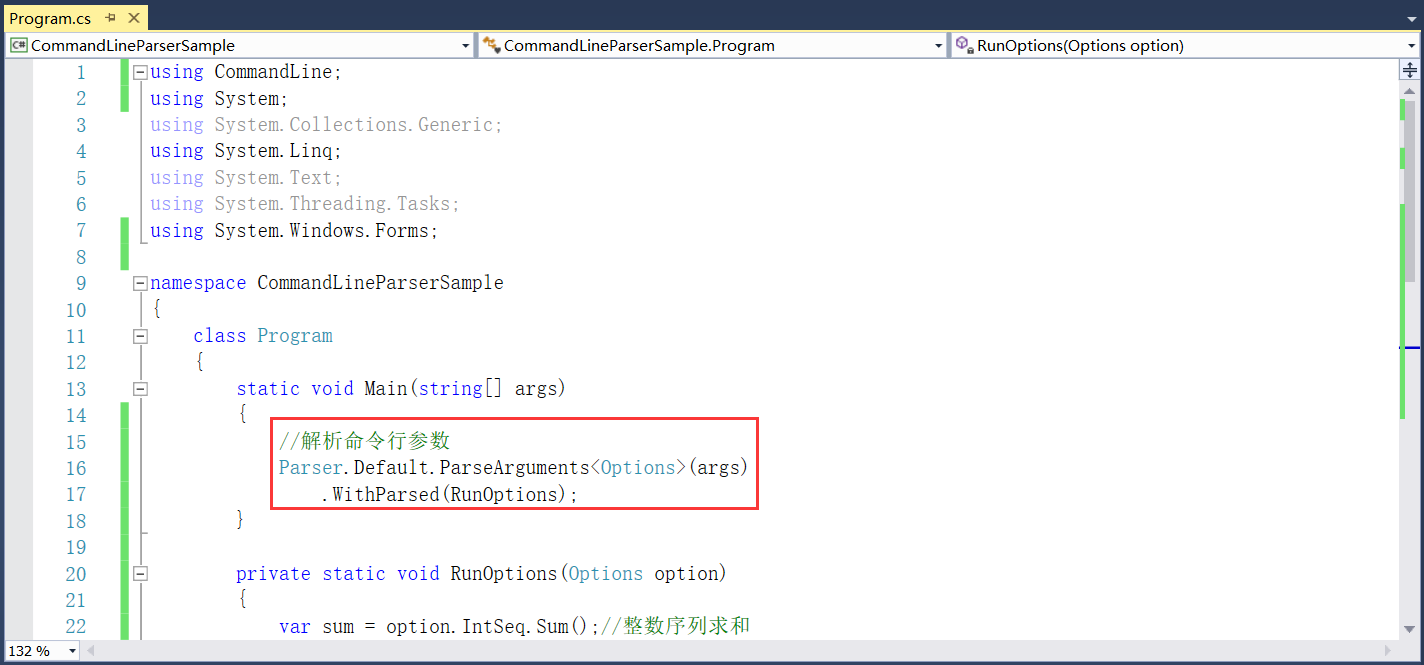 Program.cs
CommandLineParserSample CommandLineParserSample.Program RunOptions(Options option)
1 using CommandLine;
2 using System;
3 using System.Collections.Generic;
4 using System.Linq;
5 using System.Text;
6 using System.Threading.Tasks;
7 using System.Windows.Forms;
8
9 namespace CommandLineParserSample
10 {
11 class Program
12 {
13 static void Main(string[] args)
14 {
15 //解析命令行参数
16 Parser.Default.ParseArguments<Options>(args)
17 .WithParsed(RunOptions);
18 }
19
20 private static void RunOptions(Options option)
21 {
22 var sum = option.IntSeq.Sum();//整数序列求和
132 %